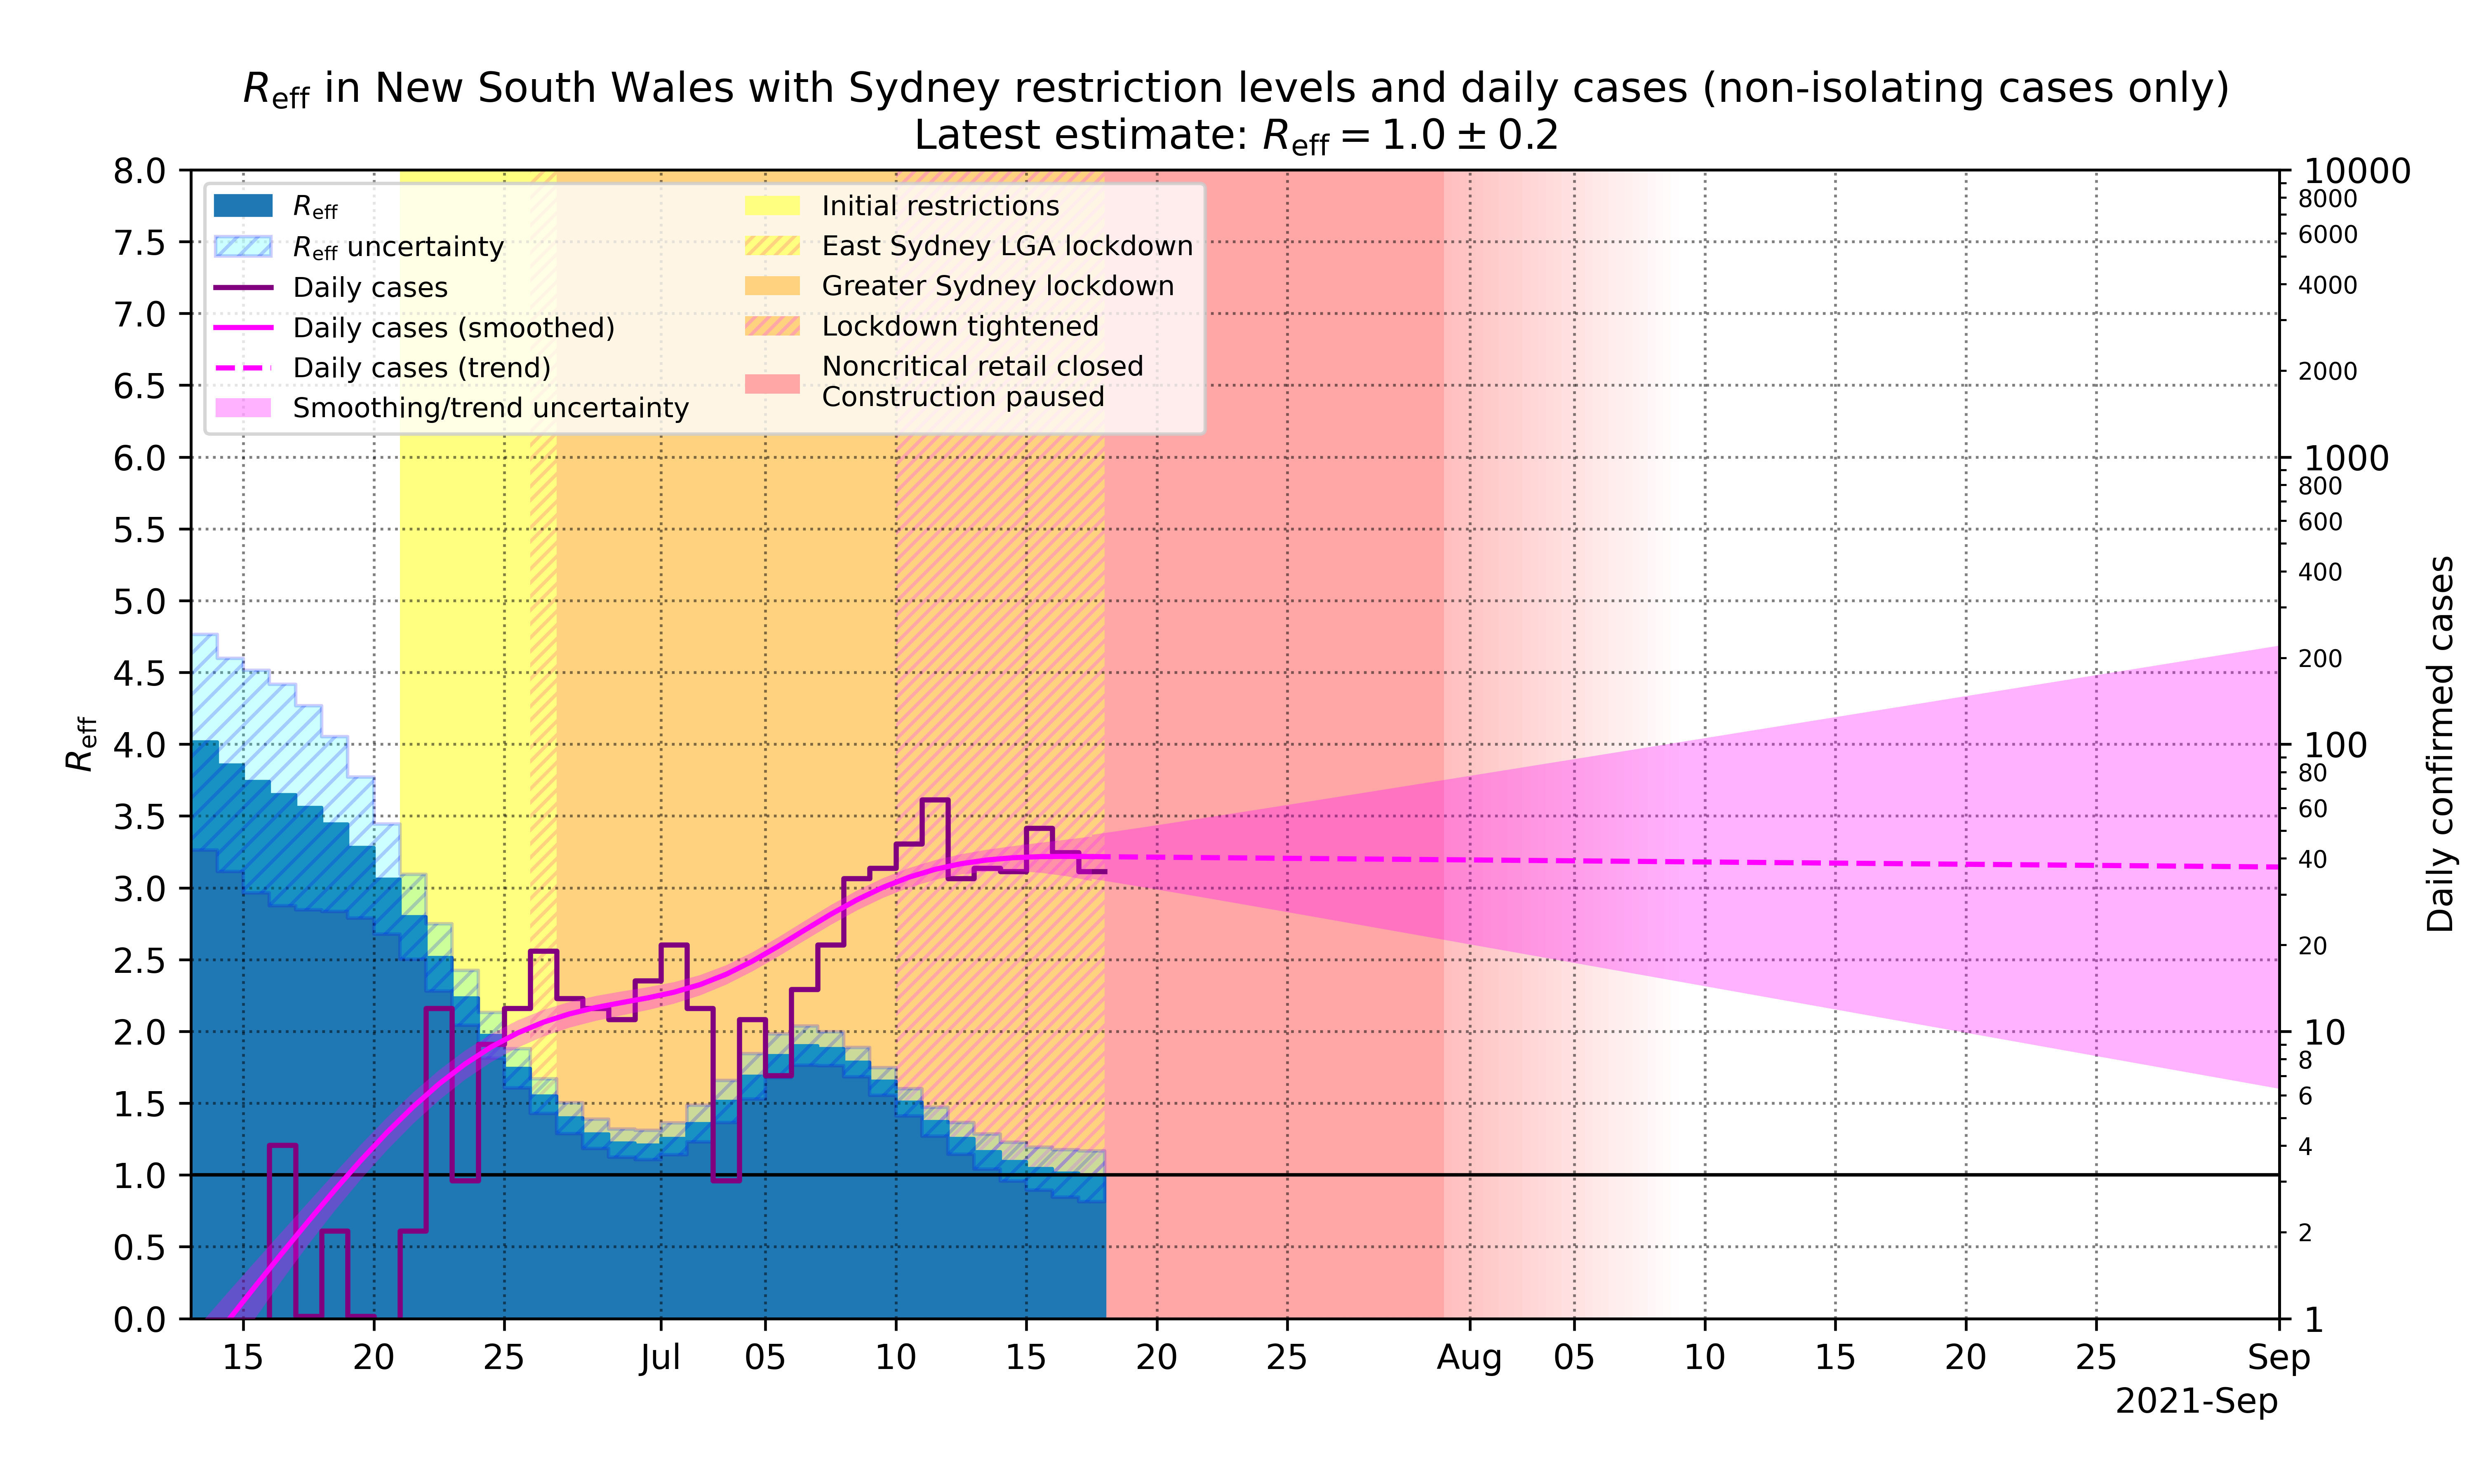 R_eff in New South Wales with Sydney restriction levels and daily cases (non-isolating cases only)
Latest estimate: R_eff = 1.0 ± 0.2
R_eff
R_eff uncertainty
Daily cases
Daily cases (smoothed)
Daily cases (trend)
Smoothing/trend uncertainty
Initial restrictions
East Sydney LGA lockdown
Greater Sydney lockdown
Lockdown tightened
Noncritical retail closed
Construction paused
R_eff
8.0
7.5
7.0
6.5
6.0
5.5
5.0
4.5
4.0
3.5
3.0
2.5
2.0
1.5
1.0
0.5
0.0
10000
8000
6000
4000
2000
1000
800
600
400
200
100
80
60
40
20
10
8
6
4
2
1
Daily confirmed cases
15 20 25 Jul 05 10 15 20 25 Aug 05 10 15 20 25 Sep
2021-Sep